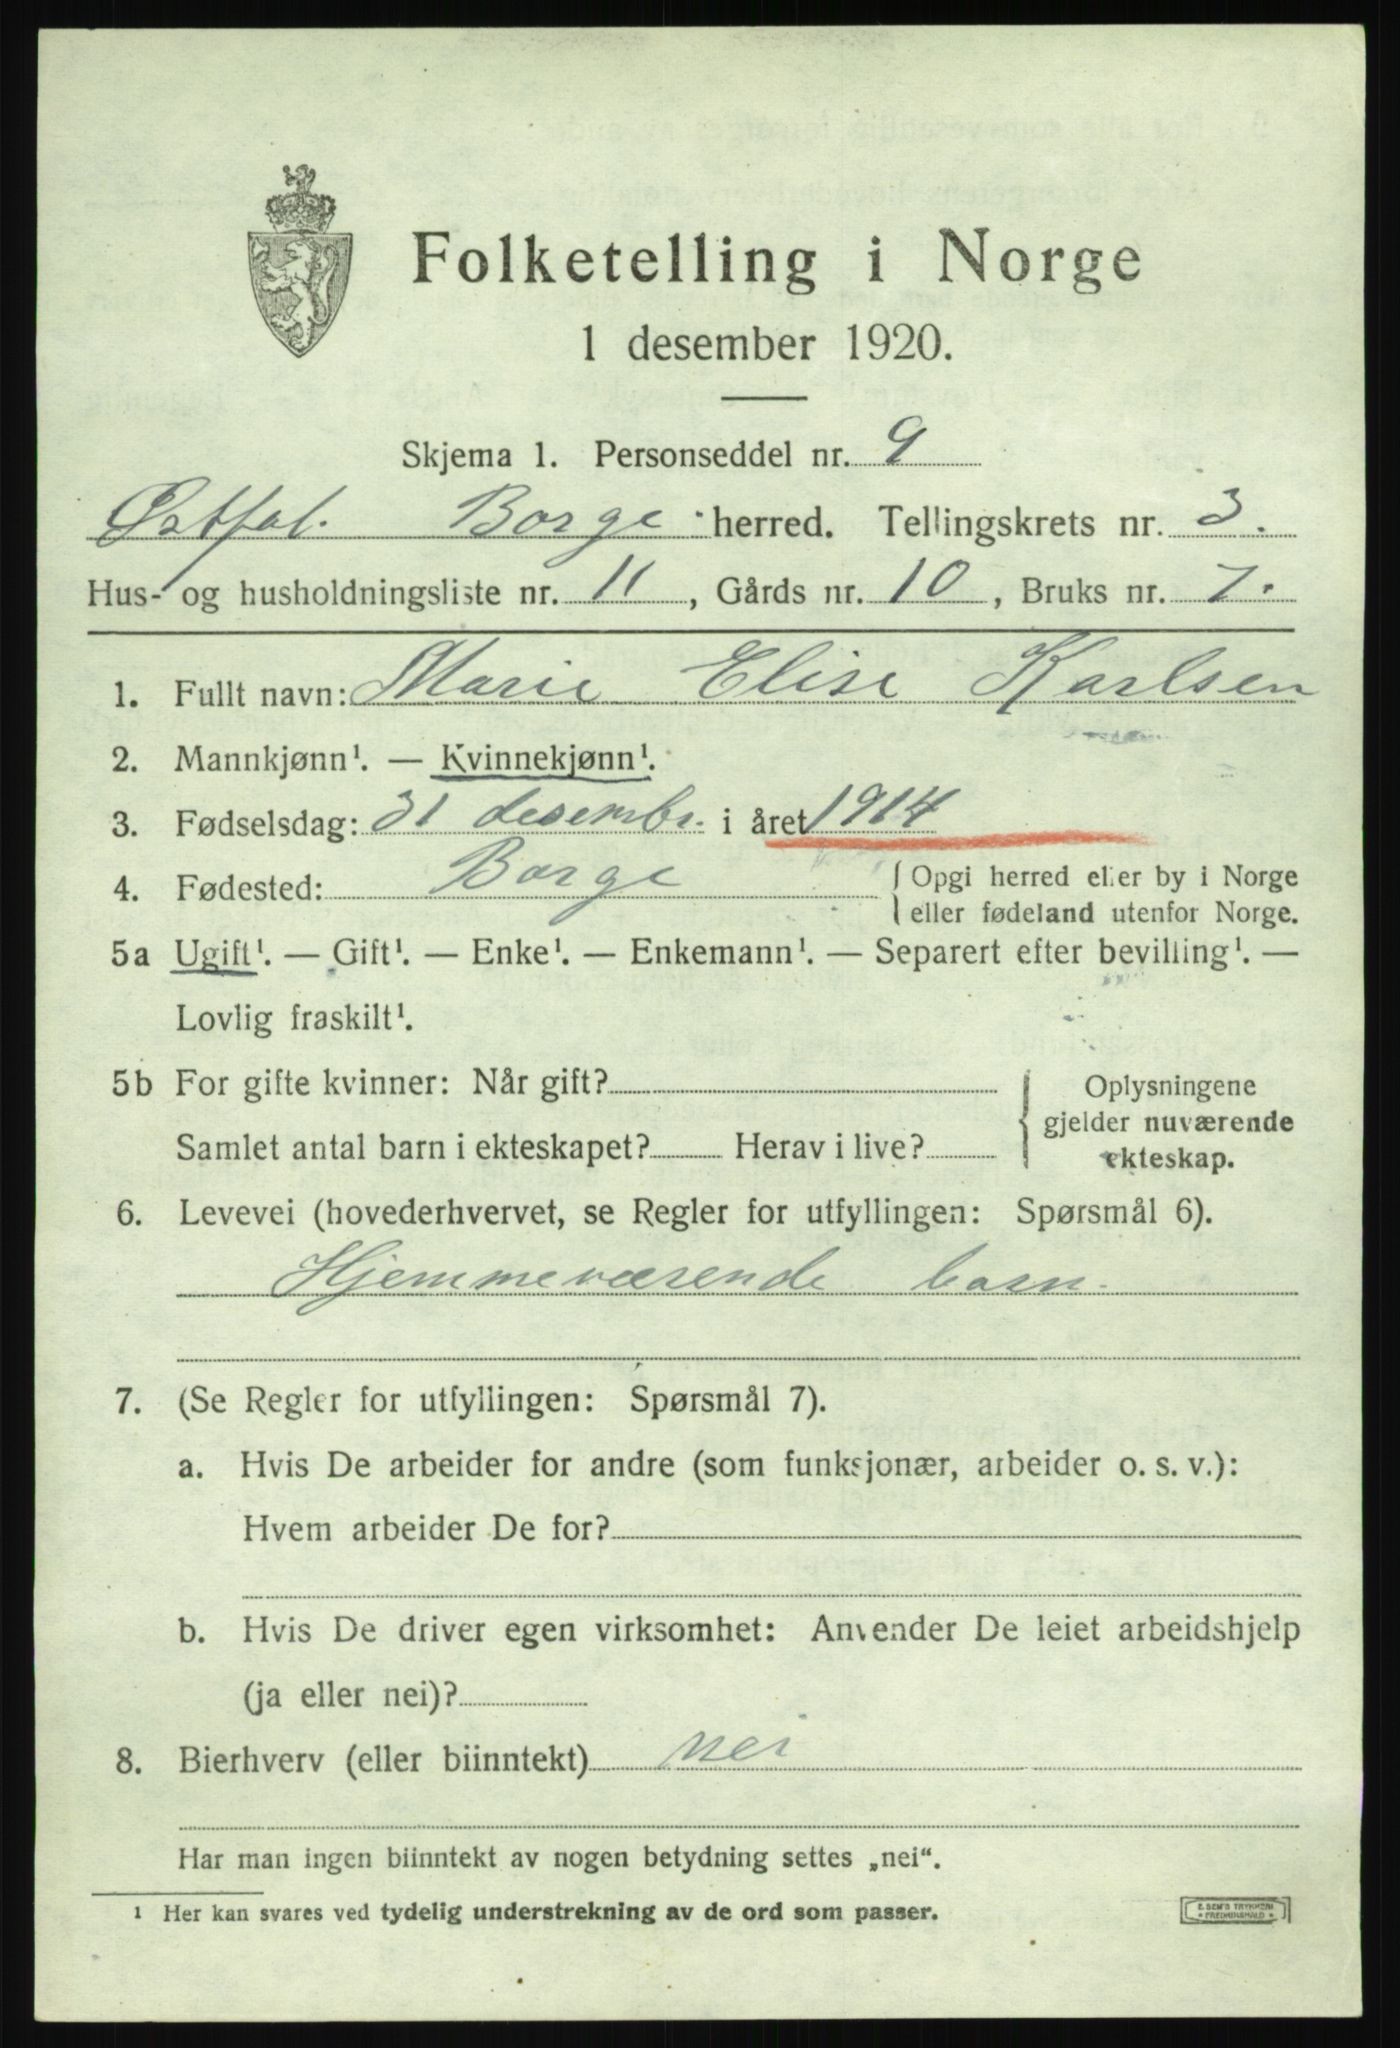 Folketelling i Norge
1 desember 1920.
Skjema 1. Personseddel nr. 9
Østfol. Borge herred. Tellingskrets nr. 3.
Hus- og husholdningsliste nr. 11, Gårds nr. 10, Bruks nr. 7.
1. Fullt navn: Marie Elise Karlsen
2. Mannkjønn¹. — Kvinnekjønn¹.
3. Fødselsdag: 31 desembr. i året 1914
4. Fødested: Borge { Opgi herred eller by i Norge
eller fødeland utenfor Norge.
5a Ugift¹. — Gift¹. — Enke¹. — Enkemann¹. — Separert efter bevilling¹. —
Lovlig fraskilt¹.
5b For gifte kvinner: Når gift? { Oplysningene
gjelder nuværende
Samlet antal barn i ekteskapet? Herav i live? ekteskap.
6. Levevei (hovederhvervet, se Regler for utfyllingen: Spørsmål 6).
Hjemmeværende barn.
7. (Se Regler for utfyllingen: Spørsmål 7).
a. Hvis De arbeider for andre (som funksjonær, arbeider o. s. v.):
Hvem arbeider De for?
b. Hvis De driver egen virksomhet: Anvender De leiet arbeidshjelp
(ja eller nei)?
8. Bierhverv (eller biinntekt) nei
Har man ingen biinntekt av nogen betydning settes „nei“.
¹ Her kan svares ved tydelig understrekning av de ord som passer.
E. SEM'S TRYKKERI
* FREDRIKSHALD *